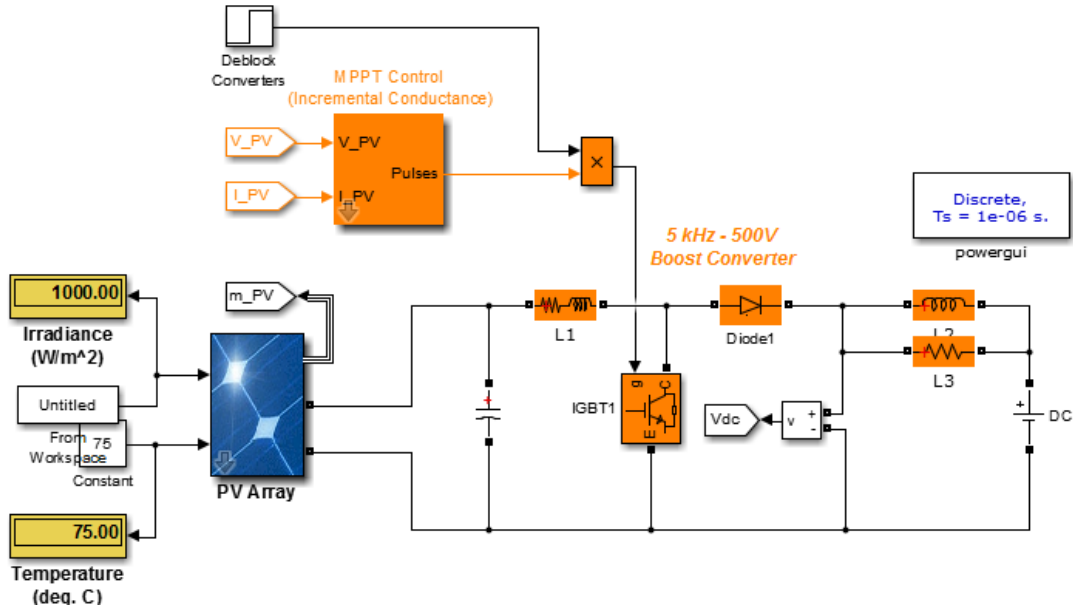 Deblock
Converters
MPPT Control
(Incremental Conductance)
V_PV
V_PV
Pulses
I_PV
I_PV
×
Discrete,
Ts = 1e-06 s.
powergui
5 kHz - 500V
Boost Converter
1000.00
Irradiance
(W/m^2)
m_PV
L1
Diode1
L2
L3
Untitled
From
Workspace
75
Constant
PV Array
g
C
E
IGBT1
Vdc
v
+
-
+
DC
+
+
+
+
75.00
Temperature
(deg. C)